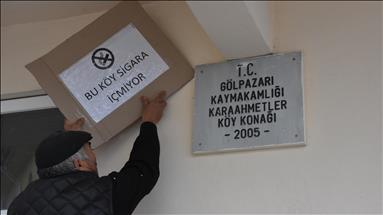 BU KÖY SİGARA
İÇMİYOR
T.C.
GÖLPAZARI
KAYMAKAMLIĞI
KARAAHMETLER
KÖY KONAĞI
- 2005 -